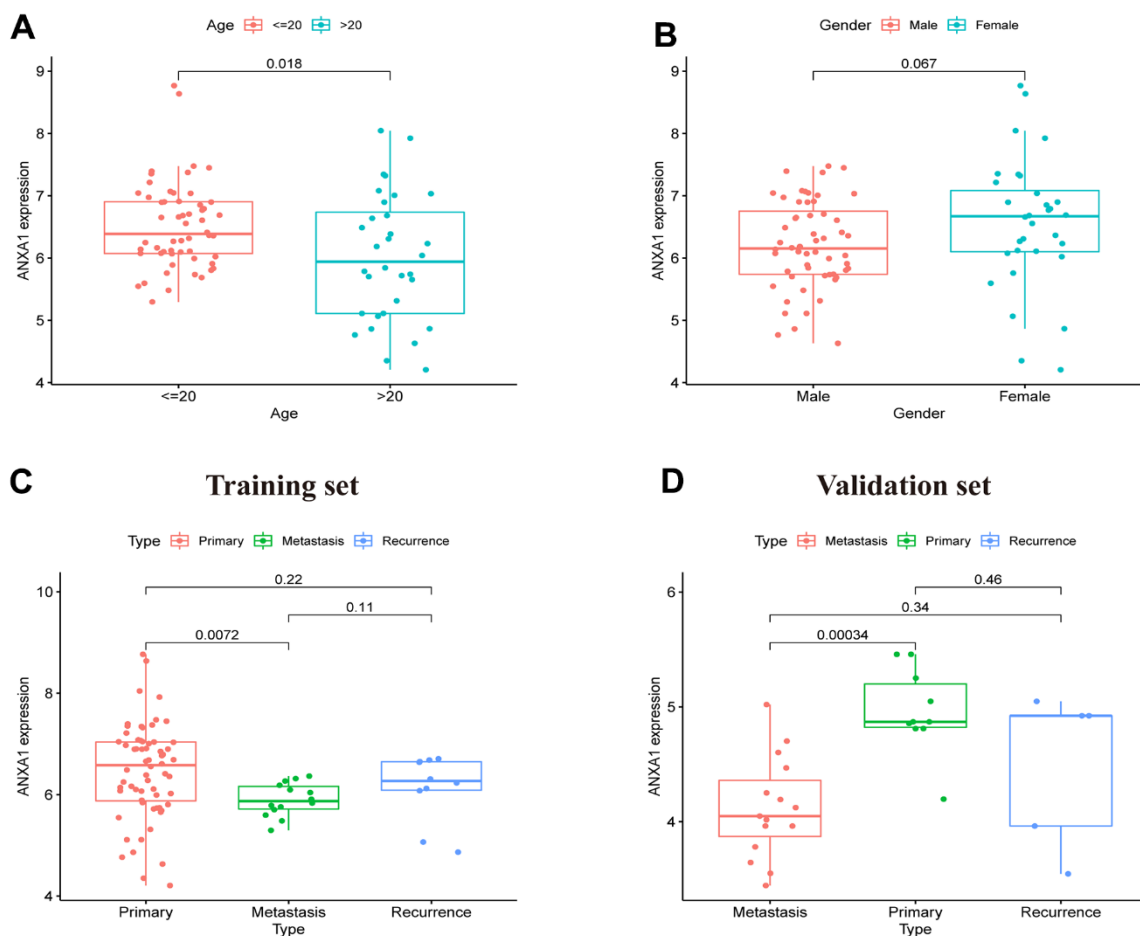 A
Age <=20 >20
0.018
9
8
7
6
5
4
ANXA1 expression
<=20 >20
Age
B
Gender Male Female
0.067
9
8
7
6
5
4
ANXA1 expression
Male Female
Gender
C
Training set
Type Primary Metastasis Recurrence
0.22
0.11
0.0072
10
8
6
4
ANXA1 expression
Primary Metastasis Recurrence
Type
D
Validation set
Type Metastasis Primary Recurrence
0.46
0.34
0.00034
6
5
4
ANXA1 expression
Metastasis Primary Recurrence
Type